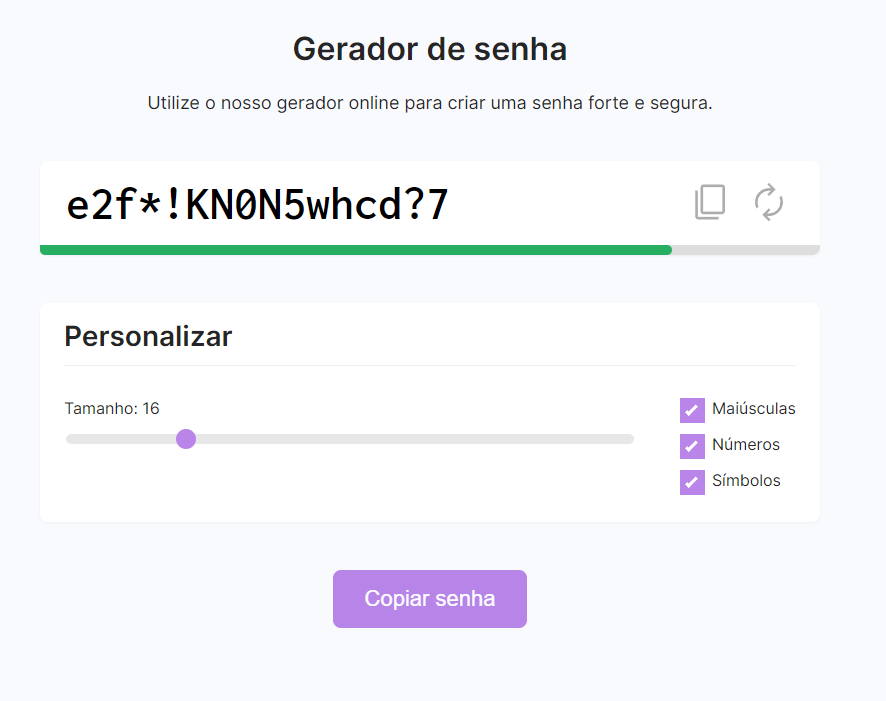 Gerador de senha
Utilize o nosso gerador online para criar uma senha forte e segura.
e2f*!KN0N5whcd?7
Personalizar
Tamanho: 16
Maiúsculas
Números
Símbolos
Copiar senha